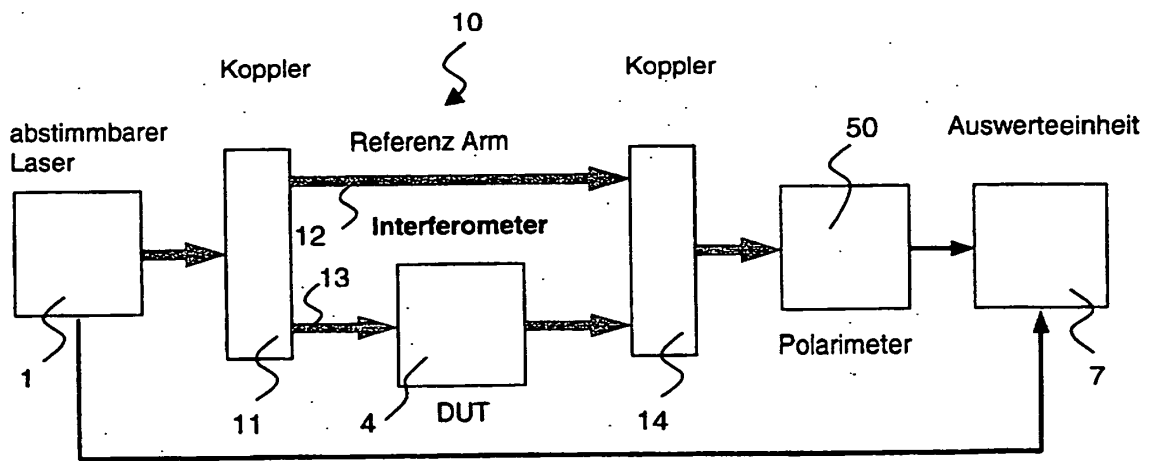 10
Koppler
Koppler
abstimmbarer
Laser
Referenz Arm
50
Auswerteeinheit
12
Interferometer
13
1
11
4
DUT
14
Polarimeter
7